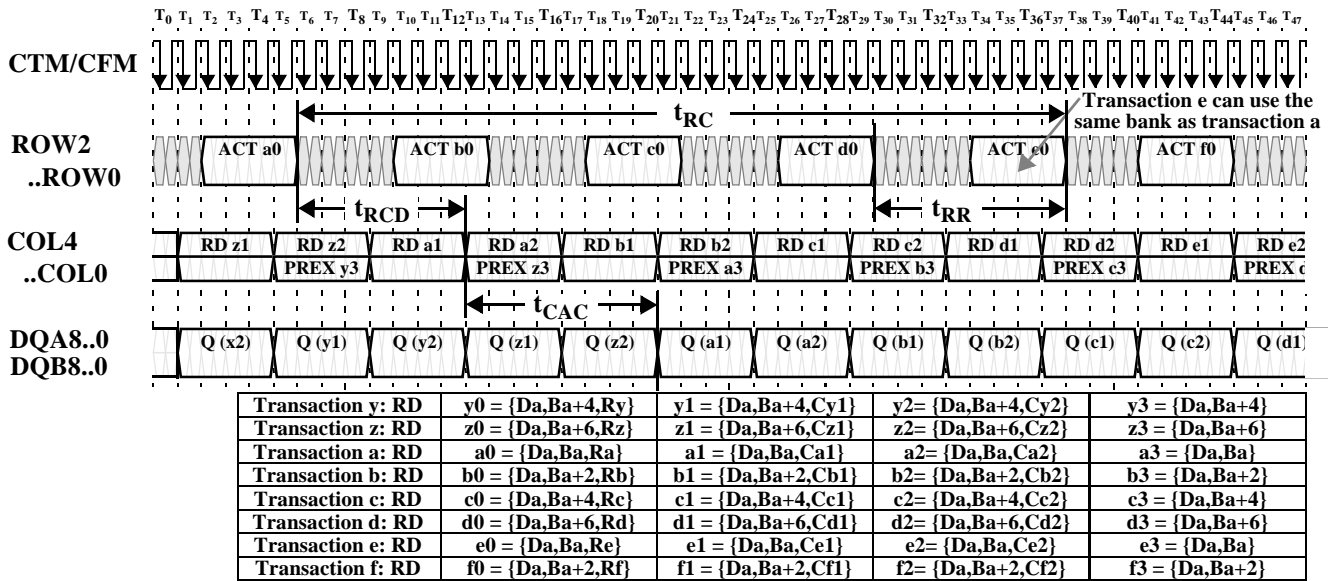 T0 T1 T2 T3 T4 T5 T6 T7 T8 T9 T10 T11 T12 T13 T14 T15 T16 T17 T18 T19 T20 T21 T22 T23 T24 T25 T26 T27 T28 T29 T30 T31 T32 T33 T34 T35 T36 T37 T38 T39 T40 T41 T42 T43 T44 T45 T46 T47
CTM/CFM
Transaction e can use the
same bank as transaction a
tRC
ROW2
..ROW0
ACT a0 ACT b0 ACT c0 ACT d0 ACT e0 ACT f0
tRCD tRR
COL4
..COL0
RD z1 RD z2 RD a1 RD a2 RD b1 RD b2 RD c1 RD c2 RD d1 RD d2 RD e1 RD e2
PREX y3 PREX z3 PREX a3 PREX b3 PREX c3 PREX d
tCAC
DQA8..0
DQB8..0
Q (x2) Q (y1) Q (y2) Q (z1) Q (z2) Q (a1) Q (a2) Q (b1) Q (b2) Q (c1) Q (c2) Q (d1)
Transaction y: RD y0 = {Da,Ba+4,Ry} y1 = {Da,Ba+4,Cy1} y2= {Da,Ba+4,Cy2} y3 = {Da,Ba+4}
Transaction z: RD z0 = {Da,Ba+6,Rz} z1 = {Da,Ba+6,Cz1} z2= {Da,Ba+6,Cz2} z3 = {Da,Ba+6}
Transaction a: RD a0 = {Da,Ba,Ra} a1 = {Da,Ba,Ca1} a2= {Da,Ba,Ca2} a3 = {Da,Ba}
Transaction b: RD b0 = {Da,Ba+2,Rb} b1 = {Da,Ba+2,Cb1} b2= {Da,Ba+2,Cb2} b3 = {Da,Ba+2}
Transaction c: RD c0 = {Da,Ba+4,Rc} c1 = {Da,Ba+4,Cc1} c2= {Da,Ba+4,Cc2} c3 = {Da,Ba+4}
Transaction d: RD d0 = {Da,Ba+6,Rd} d1 = {Da,Ba+6,Cd1} d2= {Da,Ba+6,Cd2} d3 = {Da,Ba+6}
Transaction e: RD e0 = {Da,Ba,Re} e1 = {Da,Ba,Ce1} e2= {Da,Ba,Ce2} e3 = {Da,Ba}
Transaction f: RD f0 = {Da,Ba+2,Rf} f1 = {Da,Ba+2,Cf1} f2= {Da,Ba+2,Cf2} f3 = {Da,Ba+2}